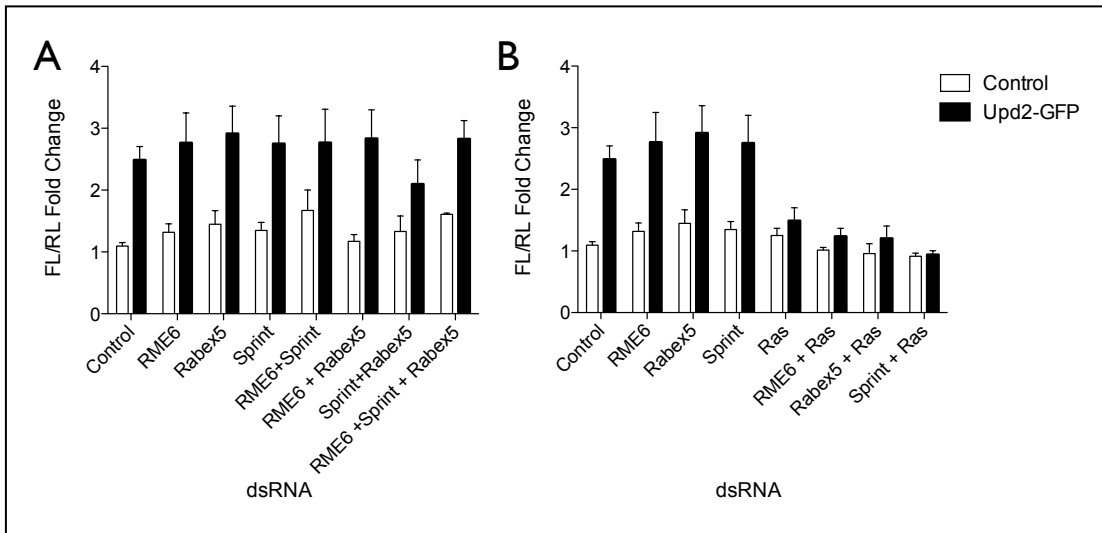 A
FL/RL Fold Change
4
3
2
1
0
Control
RME6
Rabex5
Sprint
RME6+Sprint
RME6 + Rabex5
Sprint+Rabex5
RME6 +Sprint + Rabex5
dsRNA
B
FL/RL Fold Change
4
3
2
1
0
Control
RME6
Rabex5
Sprint
Ras
RME6 + Ras
Rabex5 + Ras
Sprint + Ras
dsRNA
Control
Upd2-GFP